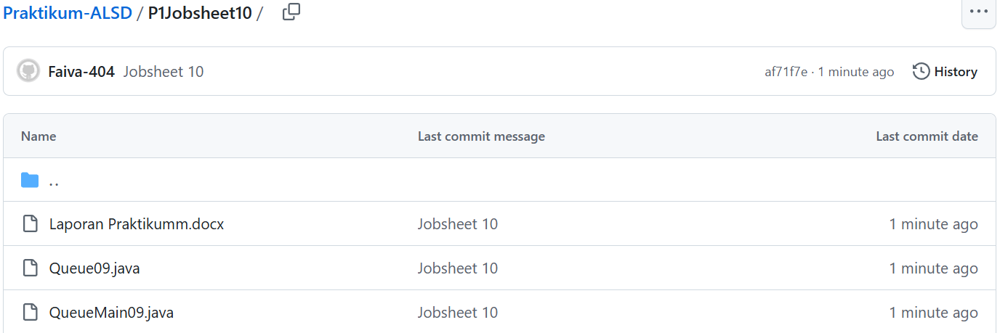 Praktikum-ALSD / P1Jobsheet10 /
Faiva-404 Jobsheet 10 af71f7e · 1 minute ago History
Name Last commit message Last commit date
..
Laporan Praktikumm.docx Jobsheet 10 1 minute ago
Queue09.java Jobsheet 10 1 minute ago
QueueMain09.java Jobsheet 10 1 minute ago